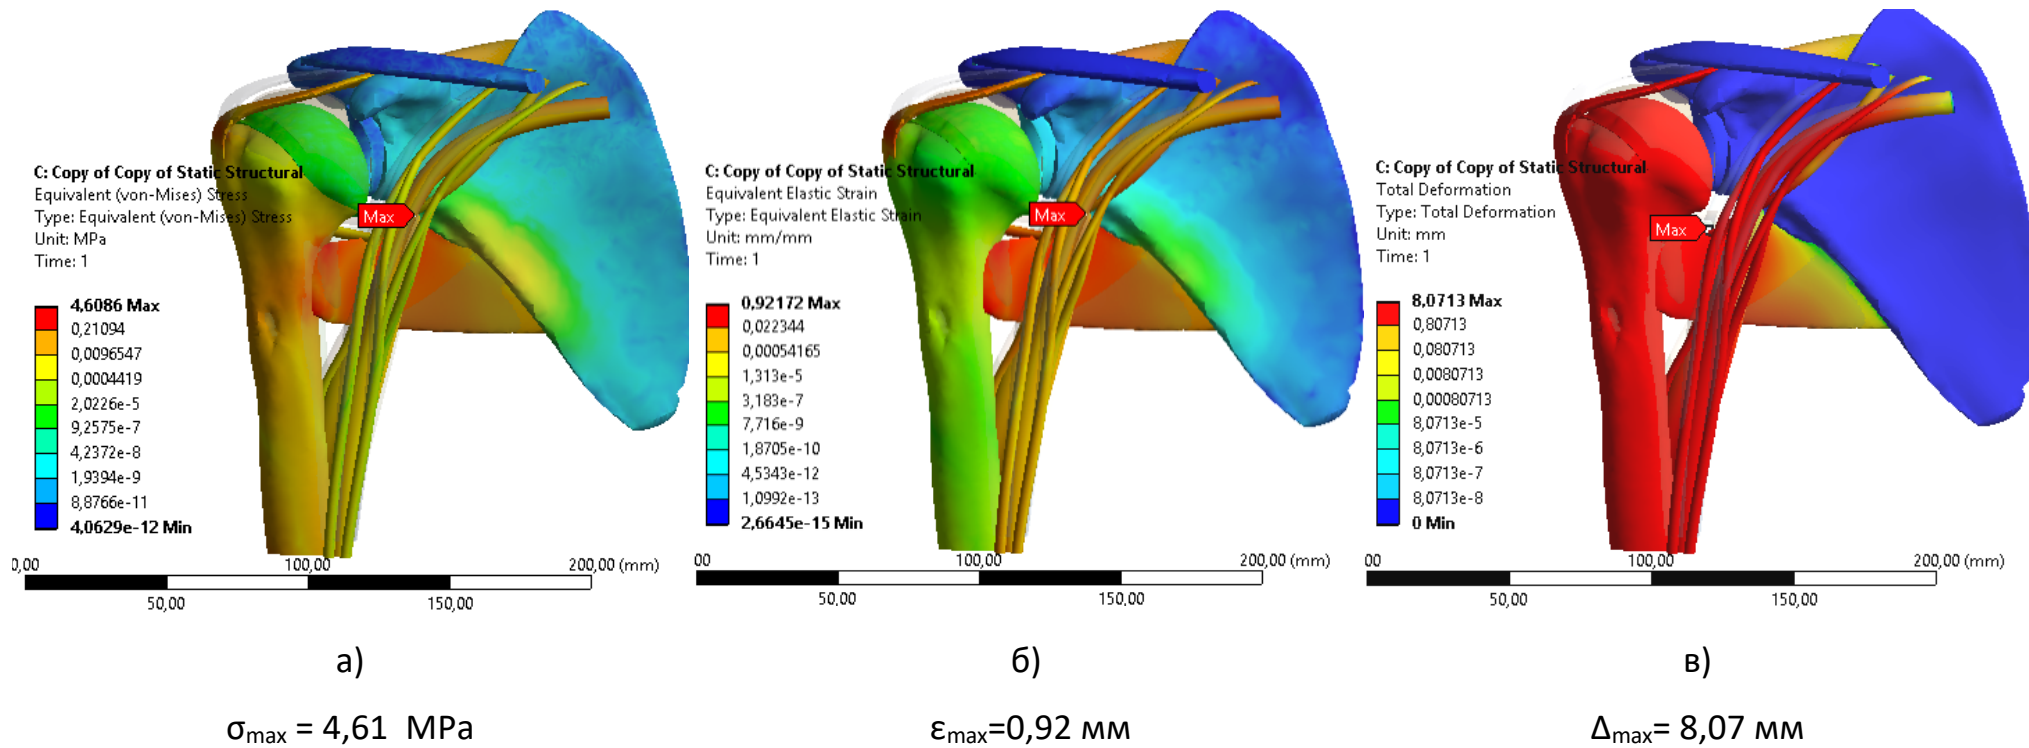 C: Copy of Copy of Static Structural
Equivalent (von-Mises) Stress
Type: Equivalent (von-Mises) Stress
Unit: MPa
Time: 1
4,6086 Max
0,21094
0,0096547
0,0004419
2,0226e-5
9,2575e-7
4,2372e-8
1,9394e-9
8,8766e-11
4,0629e-12 Min
Max
0,00 100,00 200,00 (mm)
50,00 150,00
а)
σmax = 4,61 MPa
C: Copy of Copy of Static Structural
Equivalent Elastic Strain
Type: Equivalent Elastic Strain
Unit: mm/mm
Time: 1
0,92172 Max
0,022344
0,00054165
1,313e-5
3,183e-7
7,716e-9
1,8705e-10
4,5343e-12
1,0992e-13
2,6645e-15 Min
Max
00 100,00 200,00 (mm)
50,00 150,00
б)
εmax=0,92 мм
C: Copy of Copy of Static Structural
Total Deformation
Type: Total Deformation
Unit: mm
Time: 1
8,0713 Max
0,80713
0,080713
0,0080713
0,00080713
8,0713e-5
8,0713e-6
8,0713e-7
8,0713e-8
0 Min
Max
00 100,00 200,00 (mm)
50,00 150,00
в)
Δmax= 8,07 мм